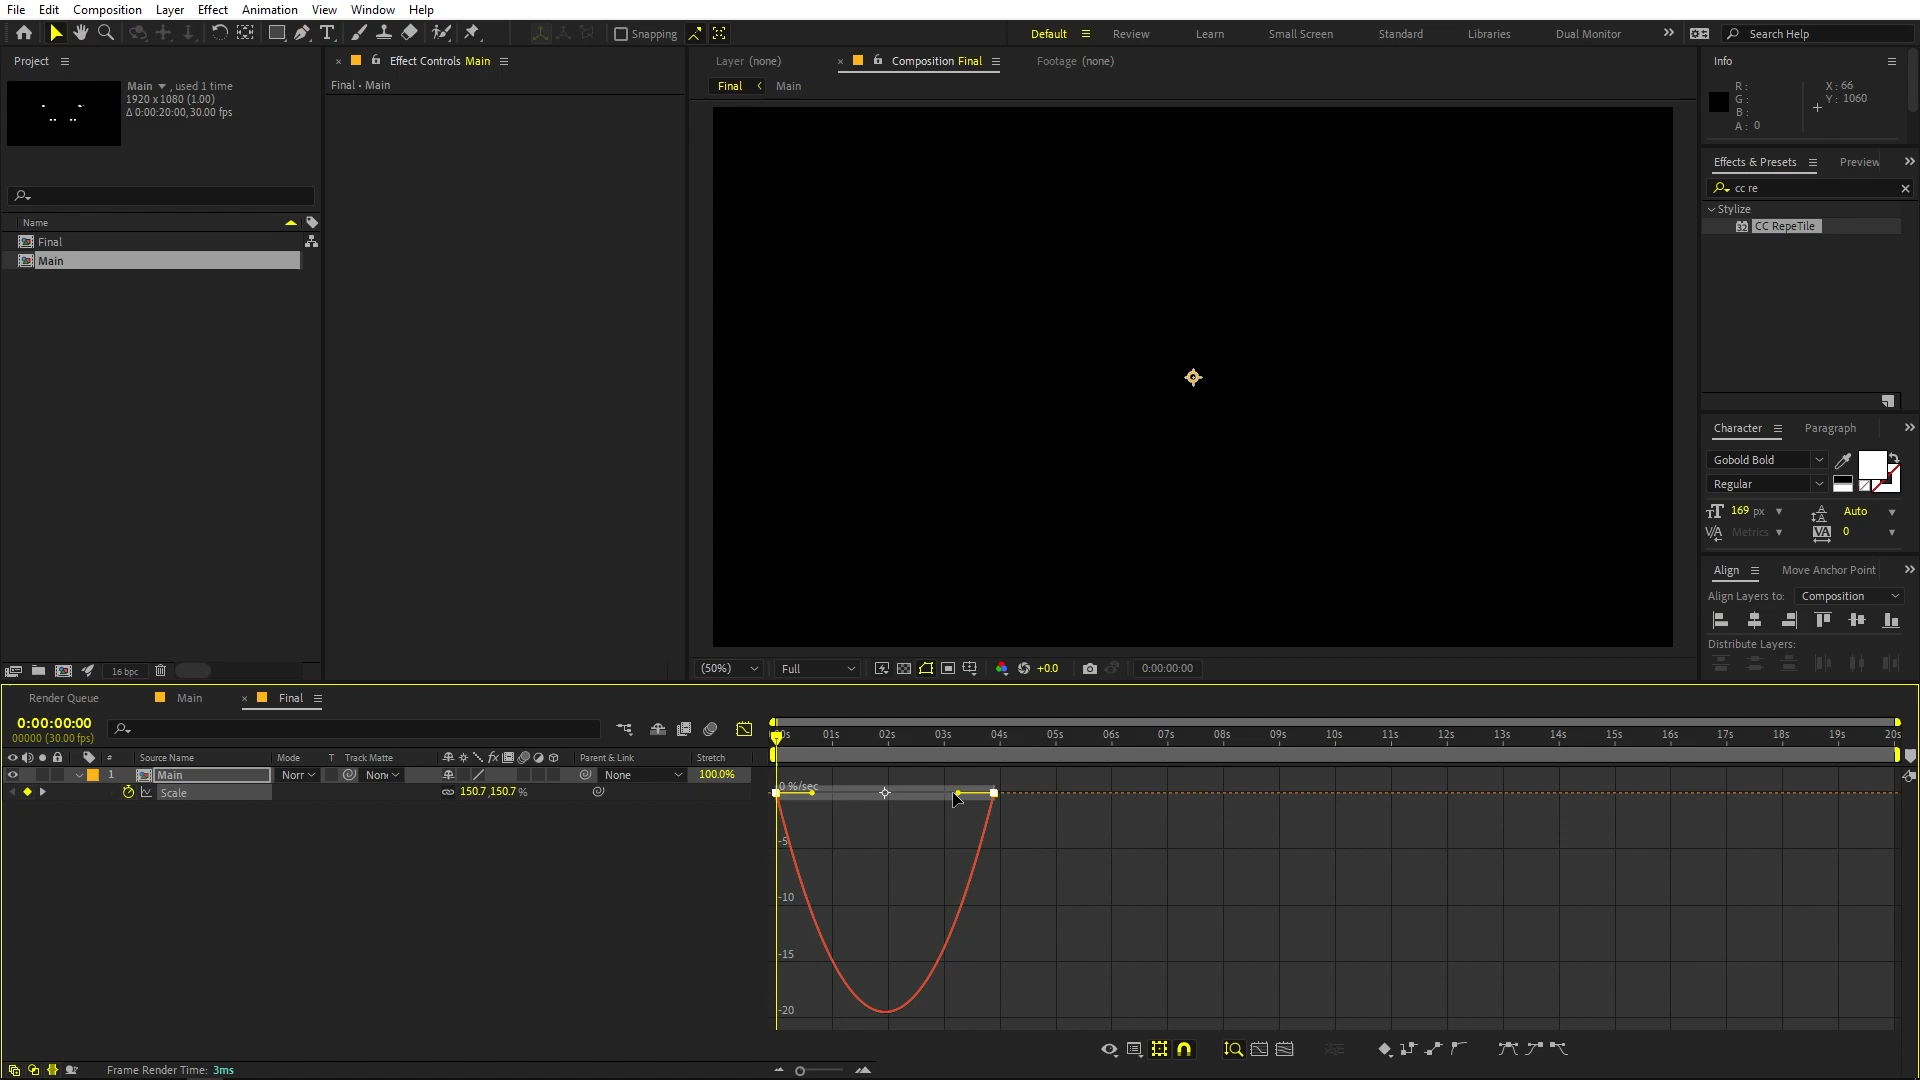 File Edit Composition Layer Effect Animation View Window Help
Snapping
Default Review Learn Small Screen Standard Libraries Dual Monitor Search Help
Project
Main , used 1 time
1920 x 1080 (1.00)
Δ 0:00:20:00, 30.00 fps
Name
Final
Main
16 bpc
Effect Controls Main
Final • Main
Layer (none) Composition Final Footage (none)
Final Main
(50%) Full +0.0 0:00:00:00
Info
R : X : 66
G : Y : 1060
B :
A : 0
Effects & Presets Preview
cc re
Stylize
32 CC RepeTile
Character Paragraph
Gobold Bold
Regular
169 px Auto
Metrics 0
Align Move Anchor Point
Align Layers to: Composition
Distribute Layers:
Render Queue Main Final
0:00:00:00
00000 (30.00 fps)
# Source Name Mode T Track Matte Parent & Link Stretch
1 Main Norr None None 100.0%
Scale 150.7,150.7 %
00s 01s 02s 03s 04s 05s 06s 07s 08s 09s 10s 11s 12s 13s 14s 15s 16s 17s 18s 19s 20s
0 %/sec
-5
-10
-15
-20
Frame Render Time: 3ms